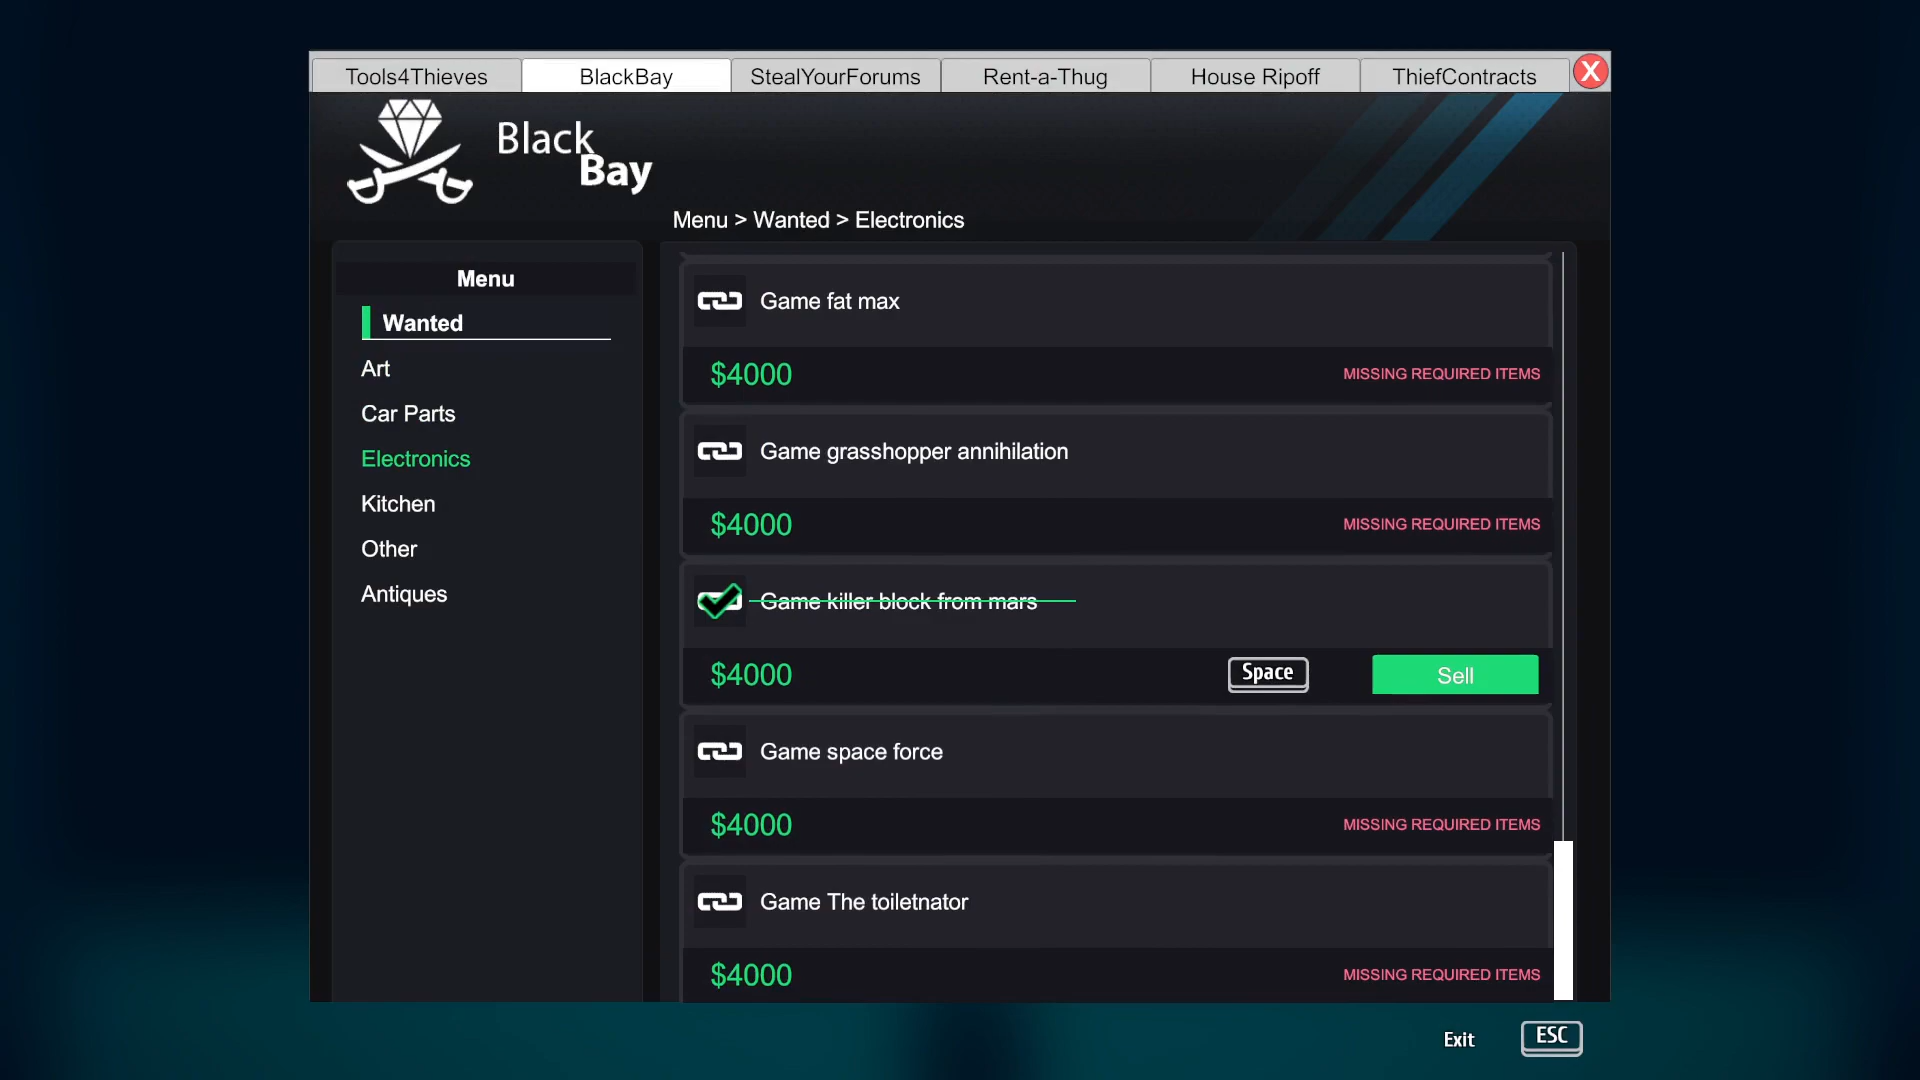 Tools4Thieves
BlackBay
StealYourForums
Rent-a-Thug
House Ripoff
ThiefContracts
X
Black
Bay
Menu > Wanted > Electronics
Menu
Wanted
Art
Car Parts
Electronics
Kitchen
Other
Antiques
Game fat max
$4000
MISSING REQUIRED ITEMS
Game grasshopper annihilation
$4000
MISSING REQUIRED ITEMS
Game killer block from mars
$4000
Space
Sell
Game space force
$4000
MISSING REQUIRED ITEMS
Game The toiletnator
$4000
MISSING REQUIRED ITEMS
Exit
ESC